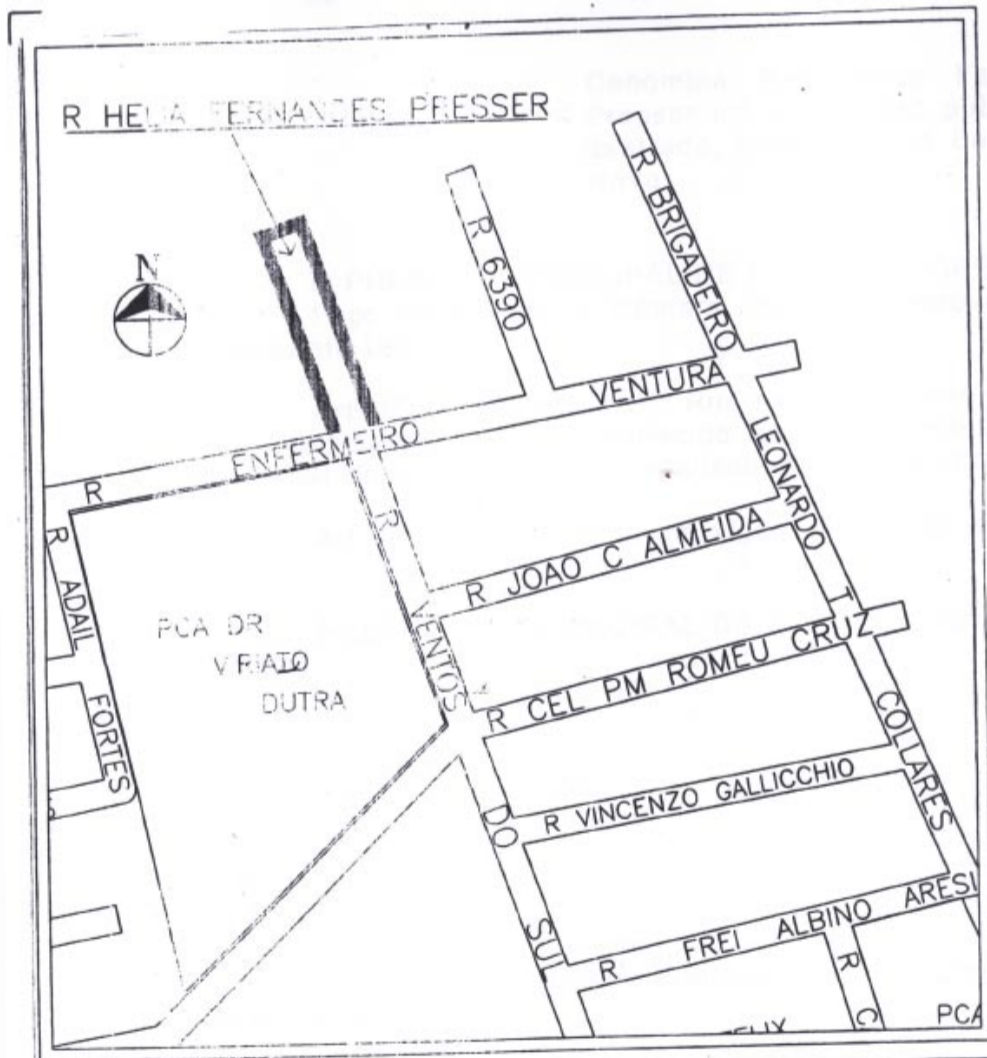 R HELIA FERNANDES PRESSER
N
R 6390
R BRIGADEIRO
LEONARDO T
COLLARES
R ENFERMEIRO VENTURA
R ADAIL
FORTES
R VENTOS DO SUL
PCA DR
VIRIATO
DUTRA
R JOAO C ALMEIDA
R CEL PM ROMEU CRUZ
R VINCENZO GALLICCHIO
R FREI ALBINO ARESI
R C
PCA